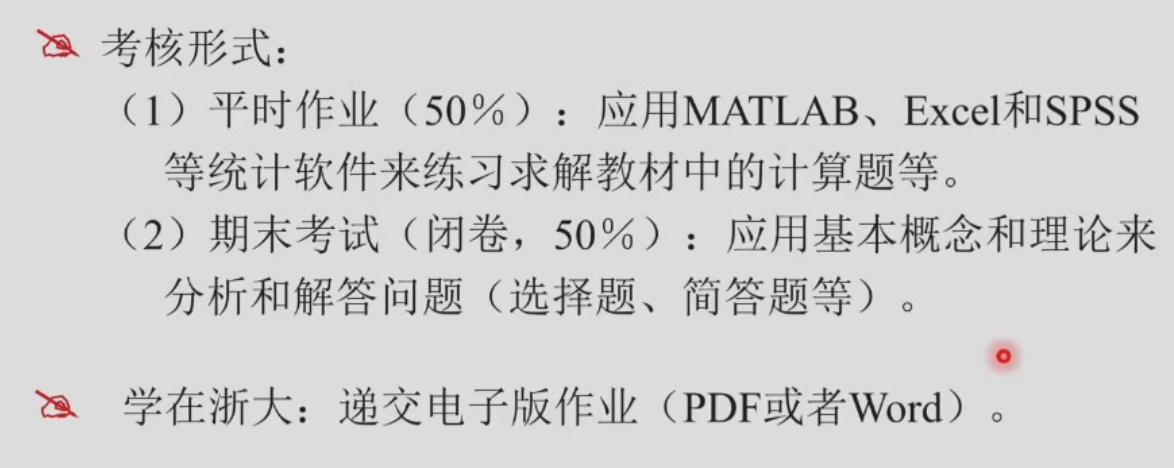 考核形式：
（1）平时作业（50%）：应用MATLAB、Excel和SPSS
等统计软件来练习求解教材中的计算题等。
（2）期末考试（闭卷，50%）：应用基本概念和理论来
分析和解答问题（选择题、简答题等）。
学在浙大：递交电子版作业（PDF或者Word）。